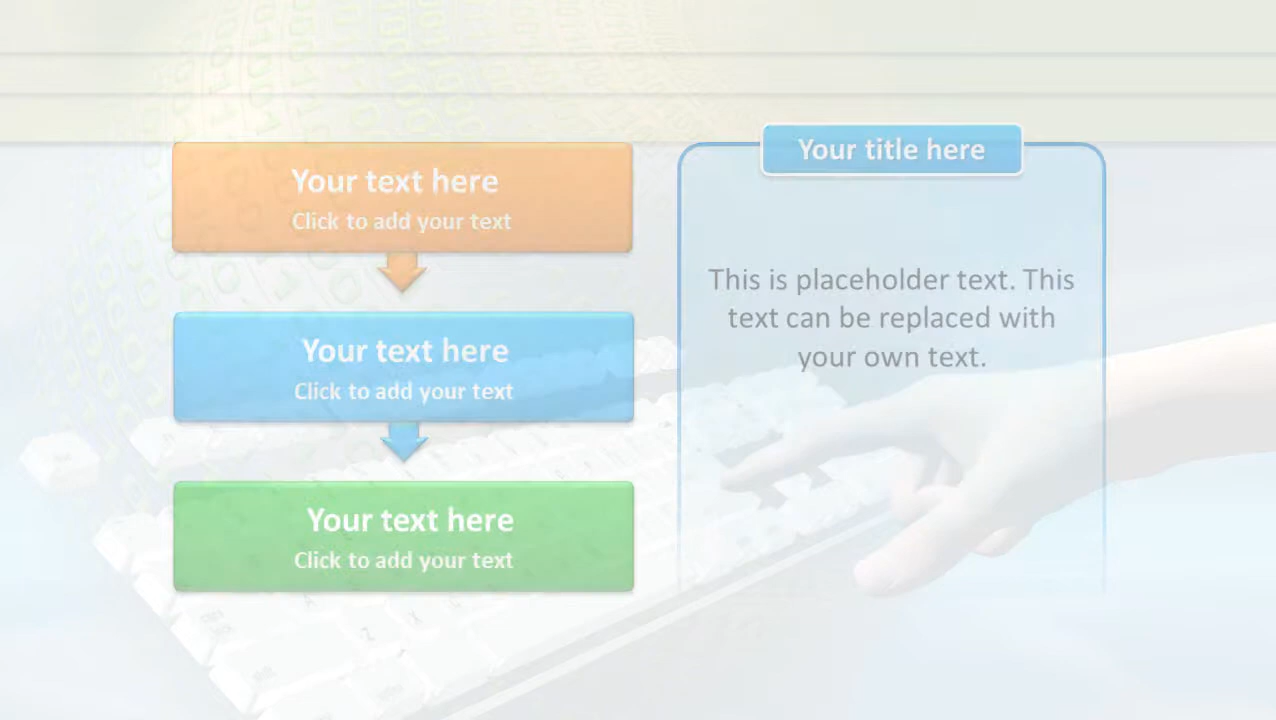 Your text here
Click to add your text
Your text here
Click to add your text
Your text here
Click to add your text
Your title here
This is placeholder text. This
text can be replaced with
your own text.